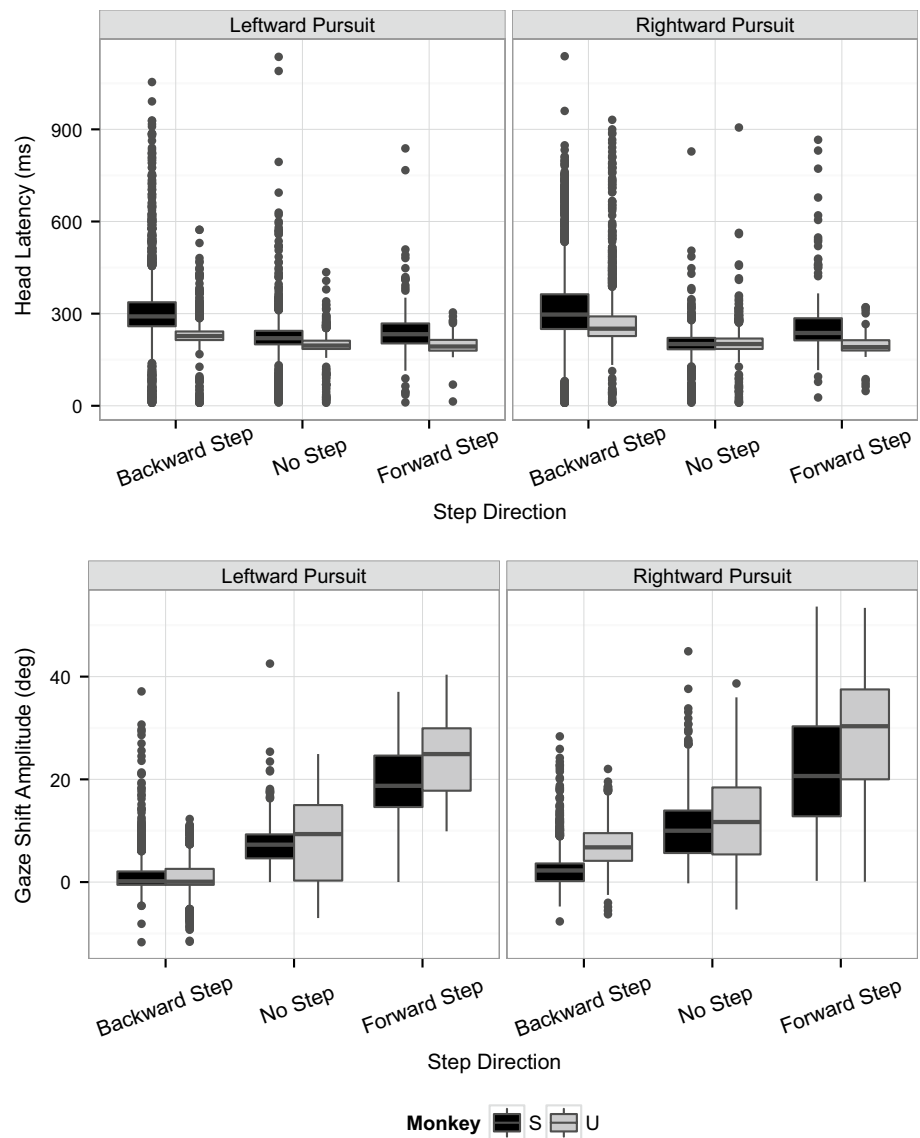 Leftward Pursuit
Rightward Pursuit
Head Latency (ms)
900
600
300
0
Backward Step
No Step
Forward Step
Backward Step
No Step
Forward Step
Step Direction
Leftward Pursuit
Rightward Pursuit
Gaze Shift Amplitude (deg)
40
20
0
Backward Step
No Step
Forward Step
Backward Step
No Step
Forward Step
Step Direction
Monkey S U